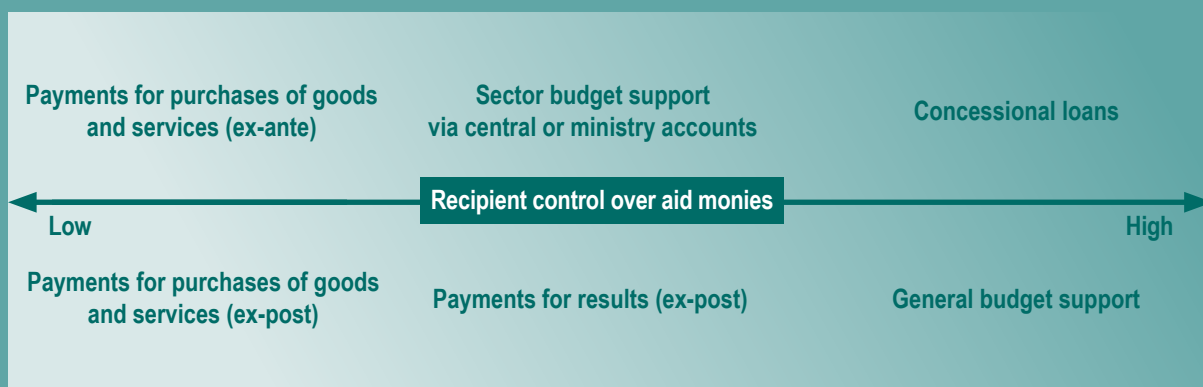 Payments for purchases of goods
and services (ex-ante)
Sector budget support
via central or ministry accounts
Concessional loans
Recipient control over aid monies
Low
High
Payments for purchases of goods
and services (ex-post)
Payments for results (ex-post)
General budget support